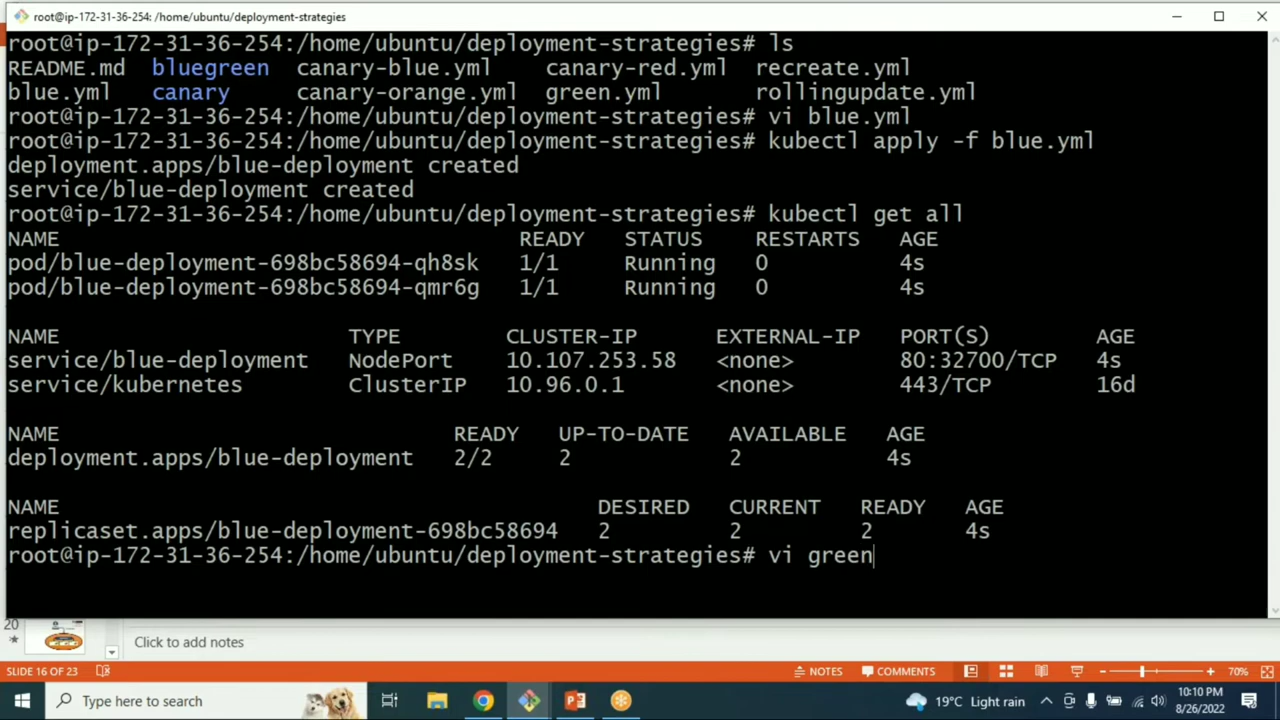 root@ip-172-31-36-254: /home/ubuntu/deployment-strategies
root@ip-172-31-36-254:/home/ubuntu/deployment-strategies# ls
README.md bluegreen canary-blue.yml canary-red.yml recreate.yml
blue.yml canary canary-orange.yml green.yml rollingupdate.yml
root@ip-172-31-36-254:/home/ubuntu/deployment-strategies# vi blue.yml
root@ip-172-31-36-254:/home/ubuntu/deployment-strategies# kubectl apply -f blue.yml
deployment.apps/blue-deployment created
service/blue-deployment created
root@ip-172-31-36-254:/home/ubuntu/deployment-strategies# kubectl get all
NAME READY STATUS RESTARTS AGE
pod/blue-deployment-698bc58694-qh8sk 1/1 Running 0 4s
pod/blue-deployment-698bc58694-qmr6g 1/1 Running 0 4s
NAME TYPE CLUSTER-IP EXTERNAL-IP PORT(S) AGE
service/blue-deployment NodePort 10.107.253.58 <none> 80:32700/TCP 4s
service/kubernetes ClusterIP 10.96.0.1 <none> 443/TCP 16d
NAME READY UP-TO-DATE AVAILABLE AGE
deployment.apps/blue-deployment 2/2 2 2 4s
NAME DESIRED CURRENT READY AGE
replicaset.apps/blue-deployment-698bc58694 2 2 2 4s
root@ip-172-31-36-254:/home/ubuntu/deployment-strategies# vi green
20
Click to add notes
SLIDE 16 OF 23 NOTES COMMENTS 70%
Type here to search 19°C Light rain 10:10 PM
8/26/2022